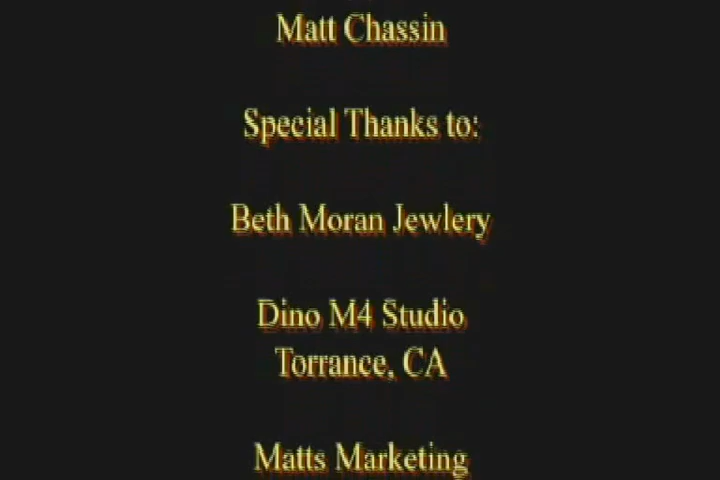 Matt Chassin
Special Thanks to:
Beth Moran Jewlery
Dino M4 Studio
Torrance, CA
Matts Marketing